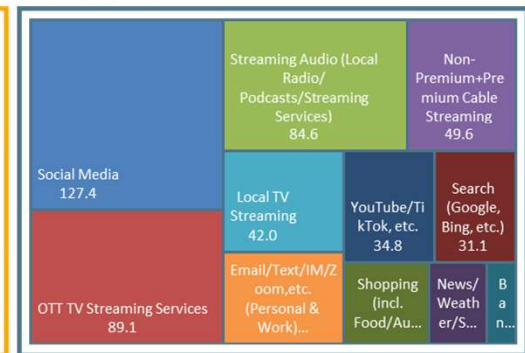 Social Media
127.4
OTT TV Streaming Services
89.1
Streaming Audio (Local
Radio/
Podcasts/Streaming
Services)
84.6
Non-
Premium+Pre
mium Cable
Streaming
49.6
Local TV
Streaming
42.0
YouTube/Ti
kTok, etc.
34.8
Search
(Google,
Bing, etc.)
31.1
Email/Text/IM/Z
oom,etc.
(Personal &
Work)...
Shopping
(incl.
Food/Au...
News/
Weath
er/S...
B
a
n...